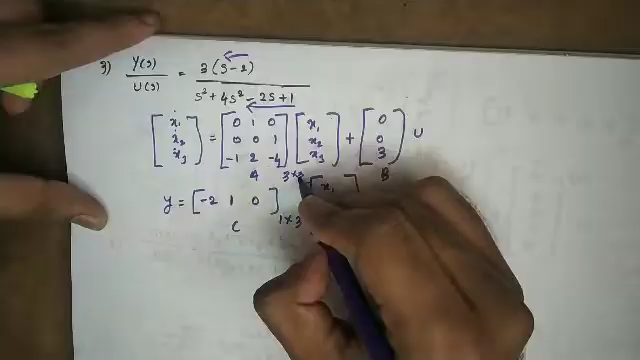 3) Y(s)/U(s) = 3(s-2)/(s³+4s²-2s+1)
[ẋ₁ ẋ₂ ẋ₃] = [0 1 0; 0 0 1; -1 2 -4] [x₁ x₂ x₃] + [0 0 3] U
A 3×3 B
y = [-2 1 0] [x₁
C 1×3